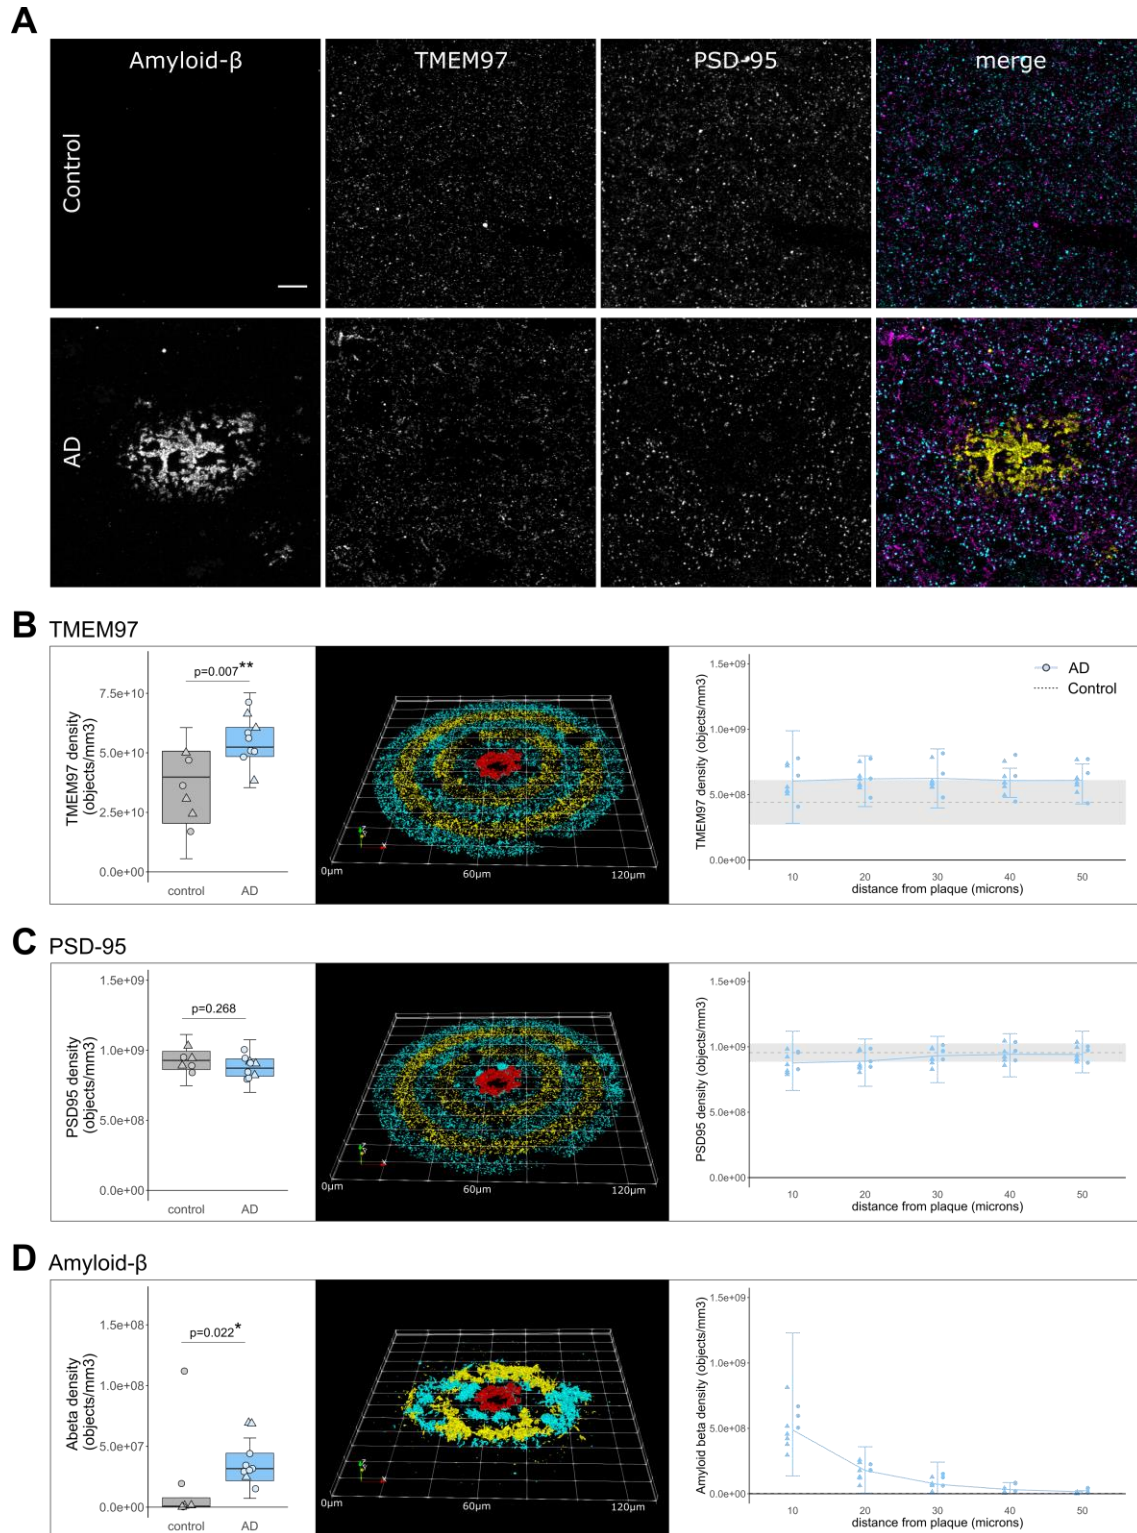 A
Amyloid-β TMEM97 PSD-95 merge
Control
AD
B TMEM97
TMEM97 density
(objects/mm3)
7.5e+10
5.0e+10
2.5e+10
0.0e+00
p=0.007**
control AD
0μm 60μm 120μm
x
TMEM97 density (objects/mm3)
1.5e+09
1.0e+09
5.0e+08
0.0e+00
AD
Control
10 20 30 40 50
distance from plaque (microns)
C PSD-95
PSD95 density
(objects/mm3)
1.5e+09
1.0e+09
5.0e+08
0.0e+00
p=0.268
control AD
0μm 60μm 120μm
x
PSD95 density (objects/mm3)
1.5e+09
1.0e+09
5.0e+08
0.0e+00
10 20 30 40 50
distance from plaque (microns)
D Amyloid-β
Abeta density
(objects/mm3)
1.5e+08
1.0e+08
5.0e+07
0.0e+00
p=0.022*
control AD
0μm 60μm 120μm
x
Amyloid beta density (objects/mm3)
1.5e+09
1.0e+09
5.0e+08
0.0e+00
10 20 30 40 50
distance from plaque (microns)